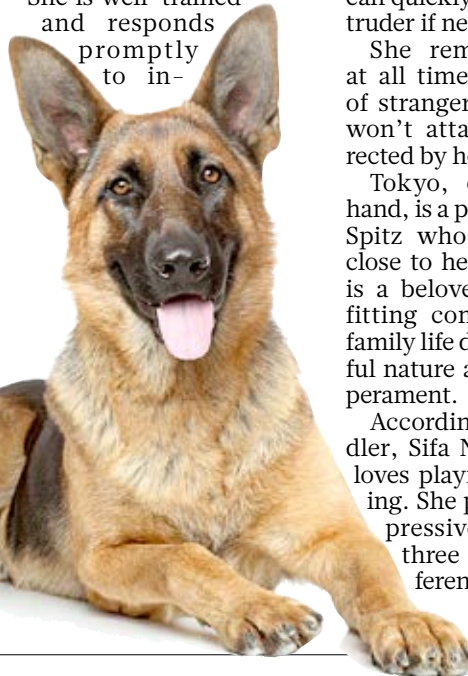 She is well trained
and responds
promptly
to in-
can quickly
truder if ne
She rem
at all time
of stranger
won't atta
rected by h
Tokyo,
hand, is a p
Spitz who
close to he
is a belove
fitting con
family life d
ful nature a
perament.
Accordin
dler, Sifa N
loves playi
ing. She p
pressive
three
feren